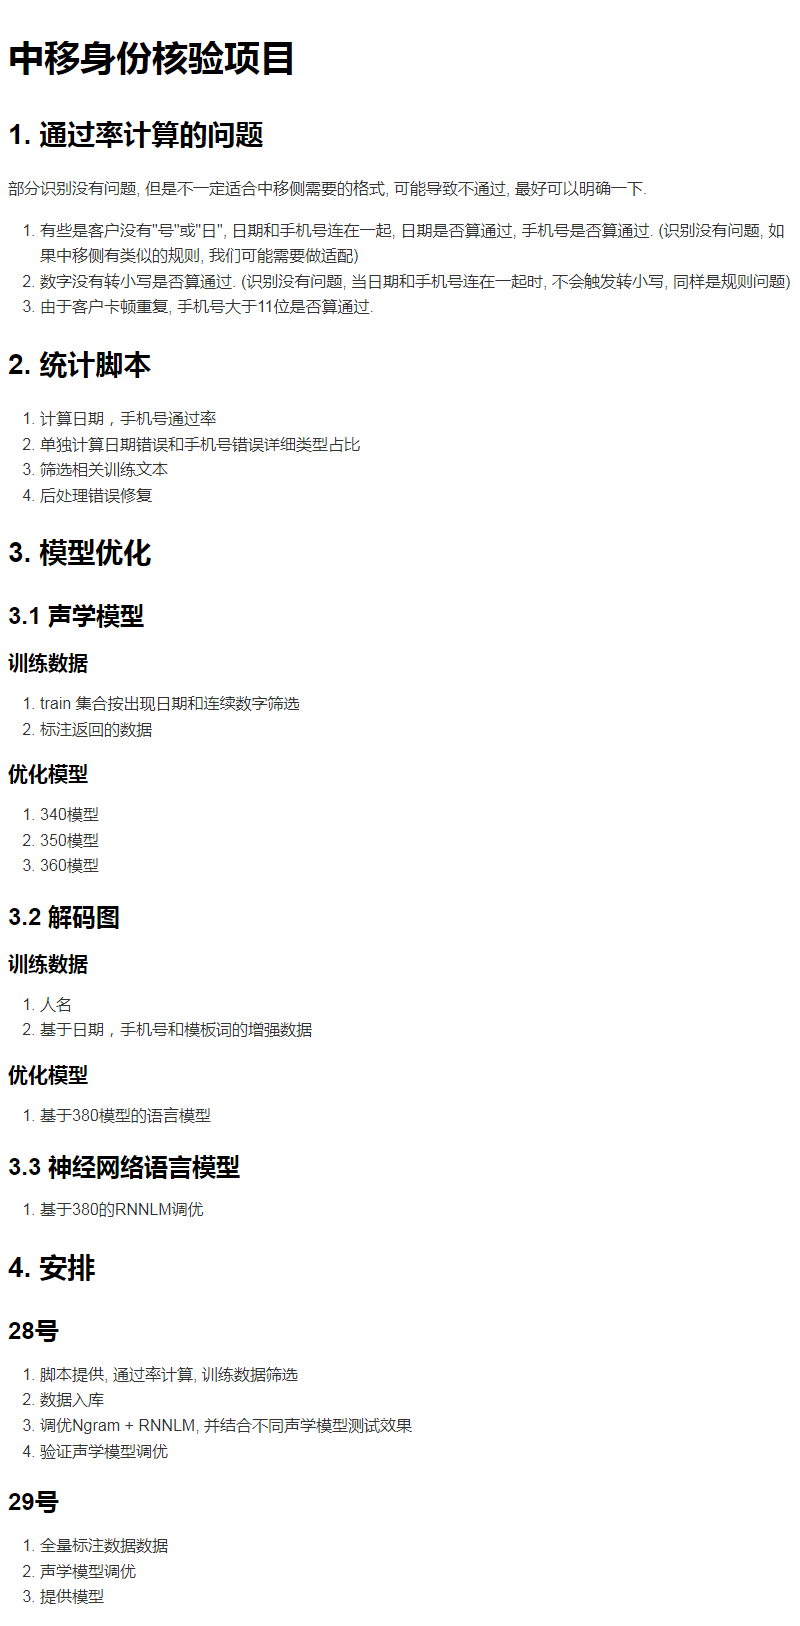 中移身份核验项目
1. 通过率计算的问题
部分识别没有问题, 但是不一定适合中移侧需要的格式, 可能导致不通过, 最好可以明确一下.
1. 有些是客户没有"号"或"日", 日期和手机号连在一起, 日期是否算通过, 手机号是否算通过. (识别没有问题, 如
果中移侧有类似的规则, 我们可能需要做适配)
2. 数字没有转小写是否算通过. (识别没有问题, 当日期和手机号连在一起时, 不会触发转小写, 同样是规则问题)
3. 由于客户卡顿重复, 手机号大于11位是否算通过.
2. 统计脚本
1. 计算日期，手机号通过率
2. 单独计算日期错误和手机号错误详细类型占比
3. 筛选相关训练文本
4. 后处理错误修复
3. 模型优化
3.1 声学模型
训练数据
1. train 集合按出现日期和连续数字筛选
2. 标注返回的数据
优化模型
1. 340模型
2. 350模型
3. 360模型
3.2 解码图
训练数据
1. 人名
2. 基于日期，手机号和模板词的增强数据
优化模型
1. 基于380模型的语言模型
3.3 神经网络语言模型
1. 基于380的RNNLM调优
4. 安排
28号
1. 脚本提供, 通过率计算, 训练数据筛选
2. 数据入库
3. 调优Ngram + RNNLM, 并结合不同声学模型测试效果
4. 验证声学模型调优
29号
1. 全量标注数据数据
2. 声学模型调优
3. 提供模型